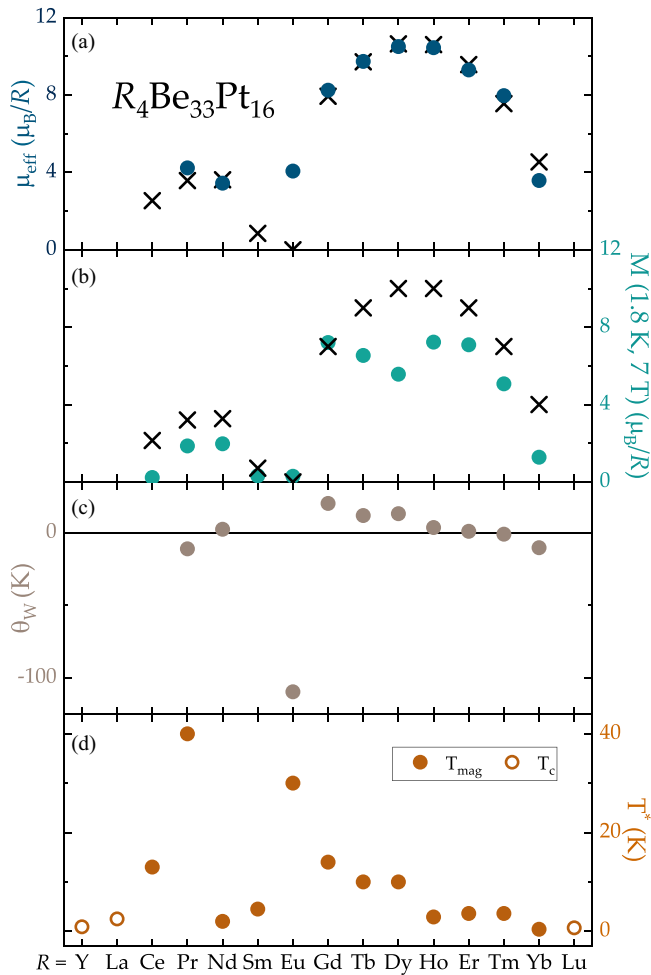 12
(a)
R₄Be₃₃Pt₁₆
8
4
0
μeff (μB/R)
(b)
12
8
4
0
M (1.8 K, 7 T) (μB/R)
(c)
0
-100
θW (K)
(d)
Tmag Tc
40
20
0
T* (K)
R = Y La Ce Pr Nd Sm Eu Gd Tb Dy Ho Er Tm Yb Lu